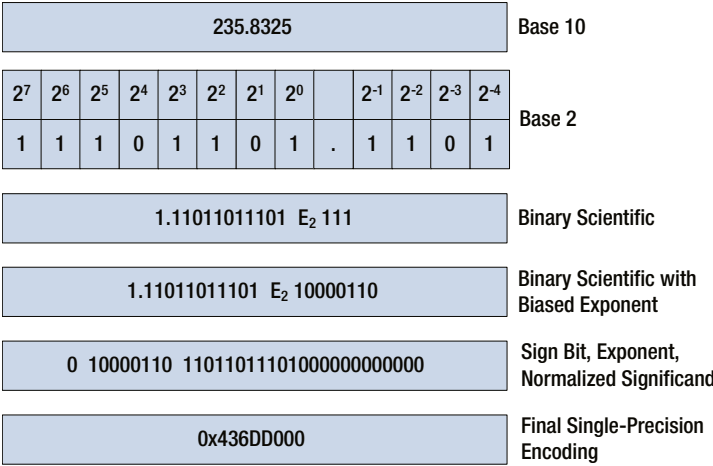 235.8325 Base 10
2⁷ 2⁶ 2⁵ 2⁴ 2³ 2² 2¹ 2⁰ 2⁻¹ 2⁻² 2⁻³ 2⁻⁴
Base 2
1 1 1 0 1 1 0 1 . 1 1 0 1
1.11011011101 E₂ 111 Binary Scientific
1.11011011101 E₂ 10000110 Binary Scientific with
Biased Exponent
0 10000110 11011011101000000000000 Sign Bit, Exponent,
Normalized Significand
0x436DD000 Final Single-Precision
Encoding